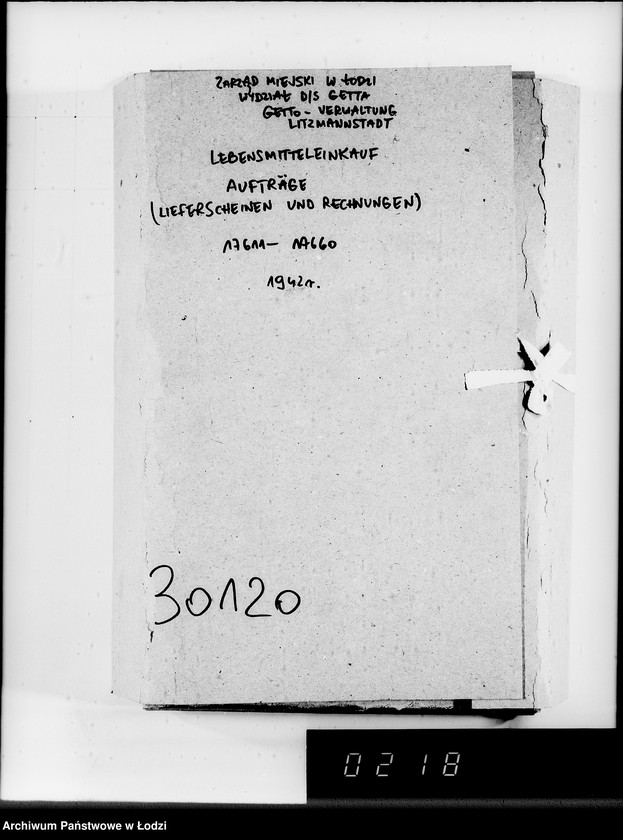 ZARZĄD MIEJSKI W ŁODZI
WYDZIAŁ D/S GETTA
GETTO - VERWALTUNG
LITZMANNSTADT
LEBENSMITTELEINKAUF
AUFTRÄGE
(LIEFERSCHEINEN UND RECHNUNGEN)
17611 - 17660
1942r.
30120
0218
Archiwum Państwowe w Łodzi